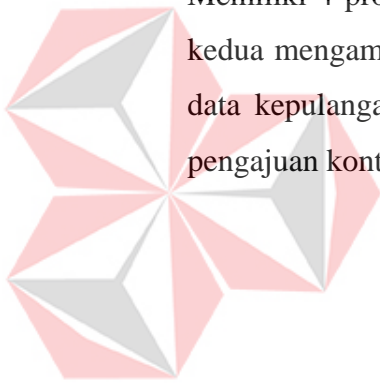 Memiliki 4 pro
kedua mengam
data kepulanga
pengajuan kont